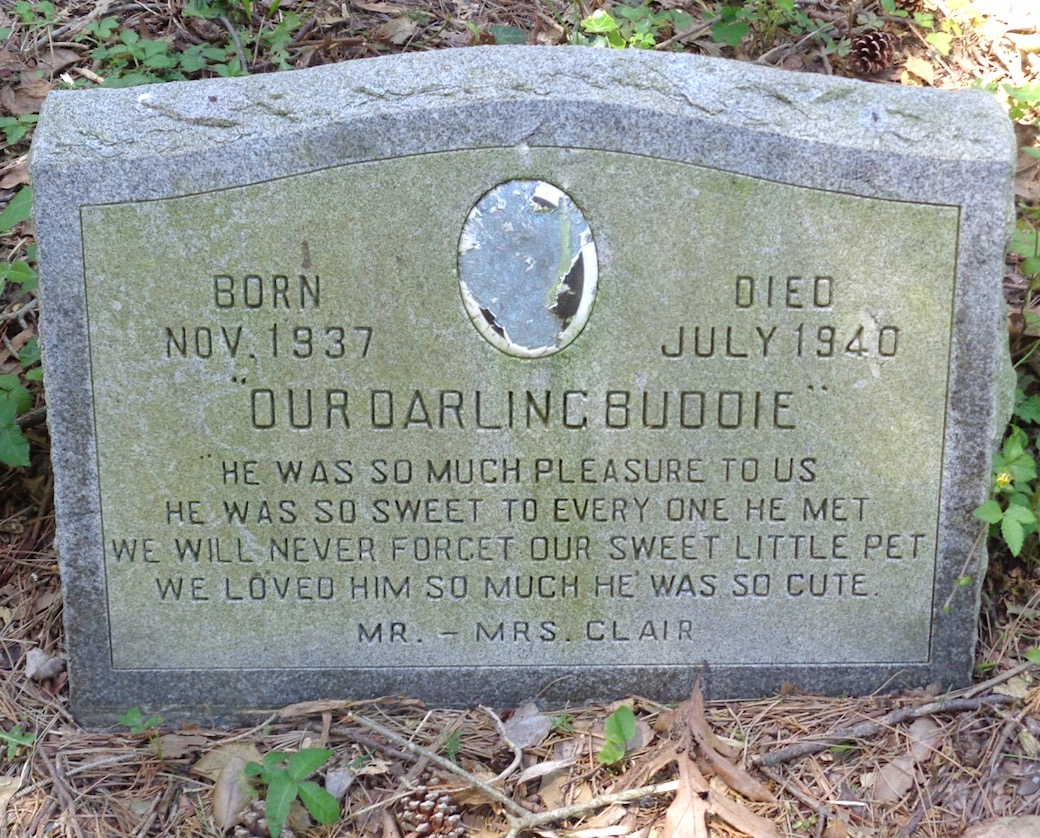 BORN
NOV. 1937
DIED
JULY 1940
"OUR DARLING BUDDIE"
"HE WAS SO MUCH PLEASURE TO US
HE WAS SO SWEET TO EVERY ONE HE MET
WE WILL NEVER FORGET OUR SWEET LITTLE PET
WE LOVED HIM SO MUCH HE WAS SO CUTE.
MR. – MRS. CLAIR